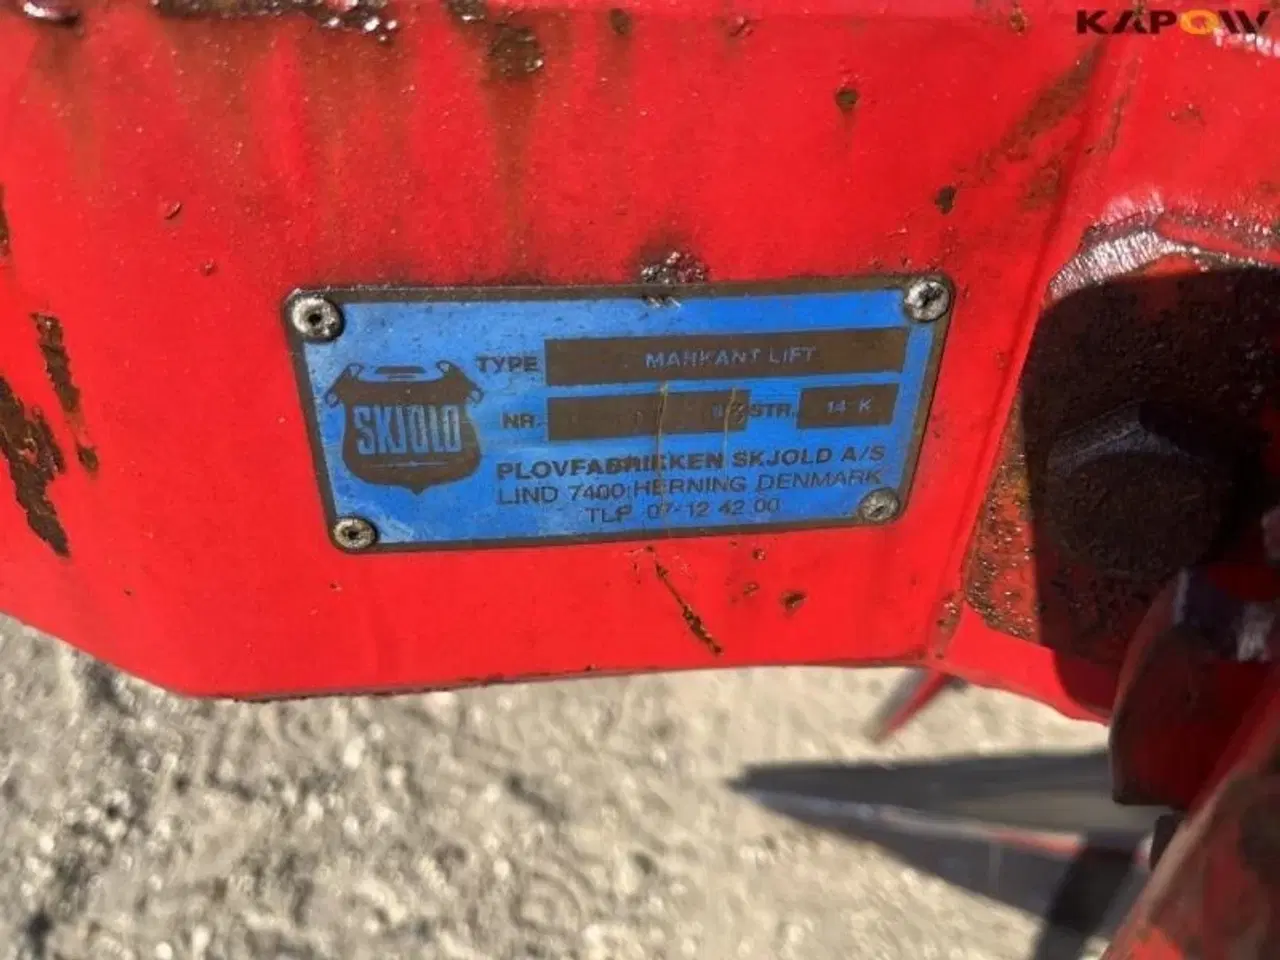 KAPOW
TYPE MARKANT LIFT
SKJOLD
NR. STR. 14 K
PLOVFABRIKKEN SKJOLD A/S
LIND 7400 HERNING DENMARK
TLF 07-12 42 00